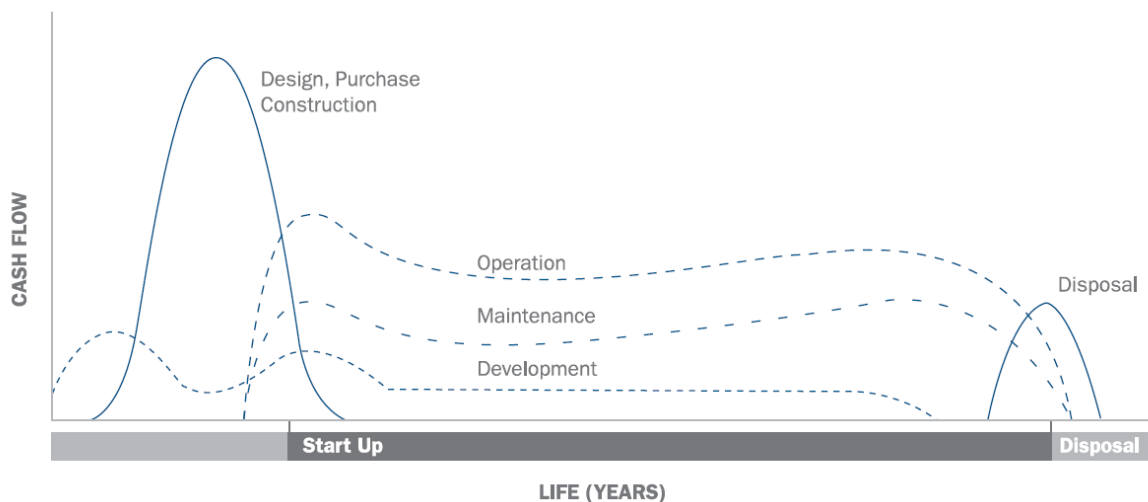 Design, Purchase
Construction
CASH FLOW
Operation
Disposal
Maintenance
Development
Start Up
Disposal
LIFE (YEARS)